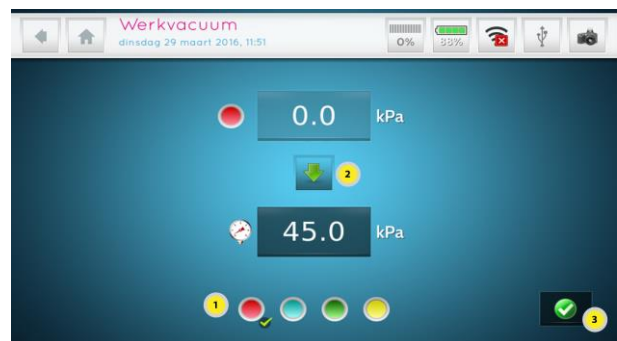 Werkvacuum
dinsdag 29 maart 2016, 11:51
0%
88%
0.0 kPa
2
45.0 kPa
1
3